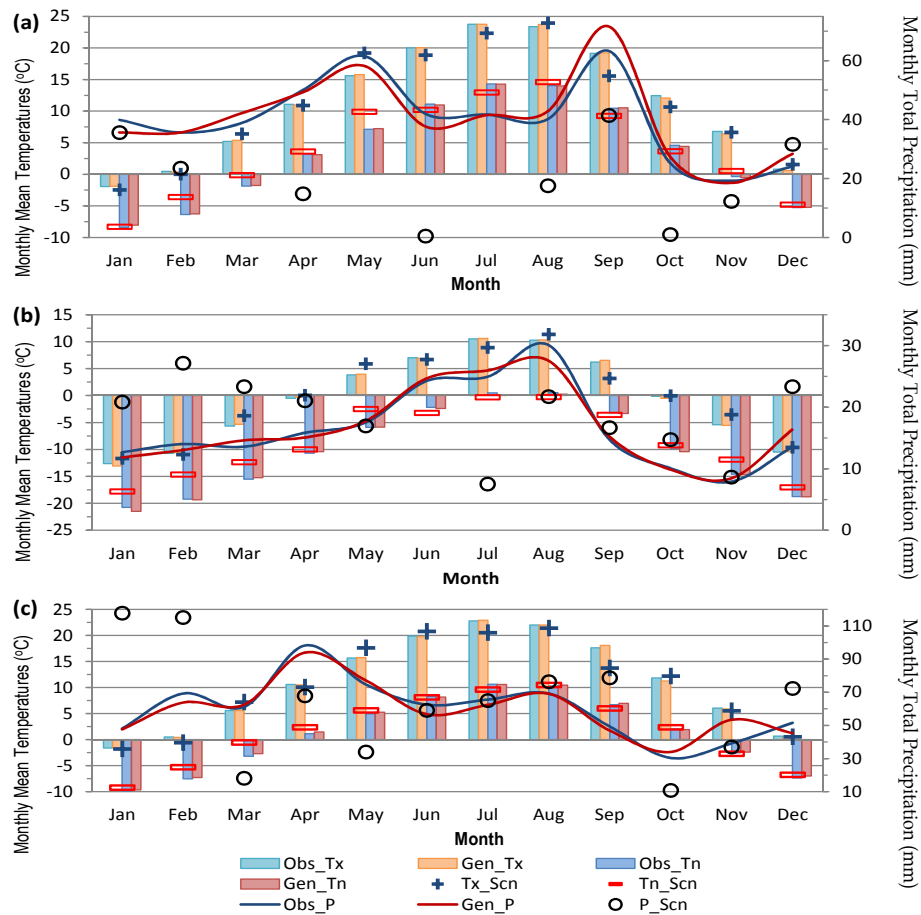 (a)
Monthly Mean Temperatures (°C)
25
20
15
10
5
0
-5
-10
60
40
20
0
Monthly Total Precipitation (mm)
Jan Feb Mar Apr May Jun Jul Aug Sep Oct Nov Dec
Month
(b)
Monthly Mean Temperatures (°C)
15
10
5
0
-5
-10
-15
-20
-25
30
20
10
0
Monthly Total Precipitation (mm)
Jan Feb Mar Apr May Jun Jul Aug Sep Oct Nov Dec
Month
(c)
Monthly Mean Temperatures (°C)
25
20
15
10
5
0
-5
-10
110
90
70
50
30
10
Monthly Total Precipitation (mm)
Jan Feb Mar Apr May Jun Jul Aug Sep Oct Nov Dec
Month
Obs_Tx Gen_Tx Obs_Tn
Gen_Tn Tx_Scn Tn_Scn
Obs_P Gen_P P_Scn